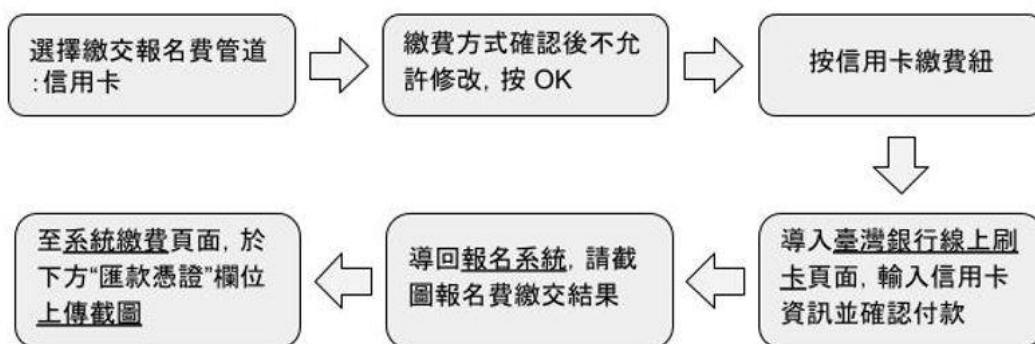 選擇繳交報名費管道
:信用卡
繳費方式確認後不允
許修改, 按 OK
按信用卡繳費紐
導入臺灣銀行線上刷
卡頁面, 輸入信用卡
資訊並確認付款
導回報名系統, 請截
圖報名費繳交結果
至系統繳費頁面, 於
下方“匯款憑證”欄位
上傳截圖